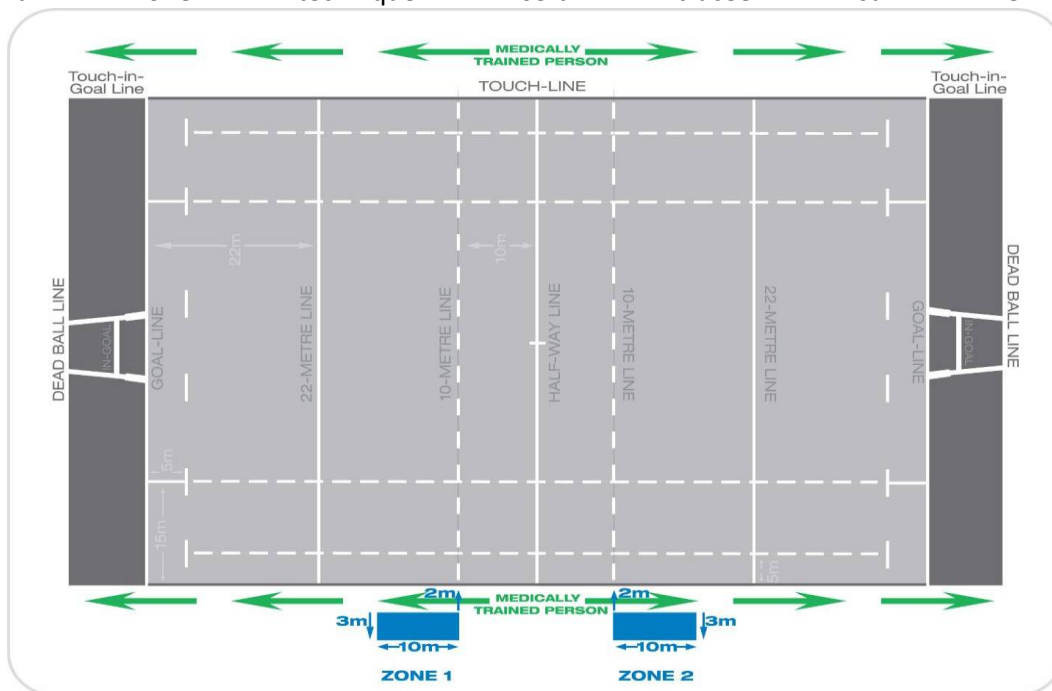 MEDICALLY
TRAINED PERSON
Touch-in-
Goal Line
TOUCH-LINE
Touch-in-
Goal Line
22m
10m
DEAD BALL LINE
IN-GOAL
GOAL-LINE
22-METRE LINE
10-METRE LINE
HALF-WAY LINE
10-METRE LINE
22-METRE LINE
GOAL-LINE
IN-GOAL
DEAD BALL LINE
5m
15m
5m
MEDICALLY
TRAINED PERSON
2m
2m
3m
10m
10m
3m
ZONE 1
ZONE 2